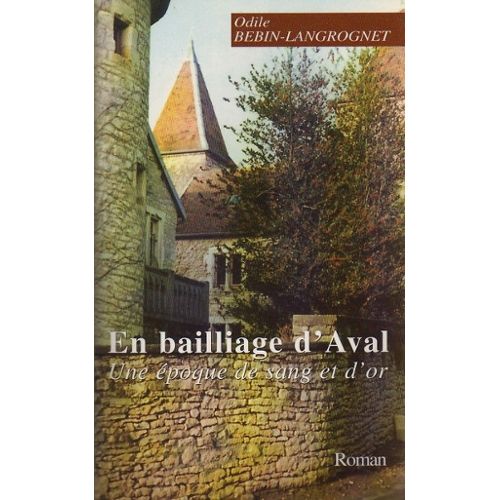 Odile
BEBIN-LANGROGNET
En bailliage d'Aval
Une époque de sang et d'or
Roman